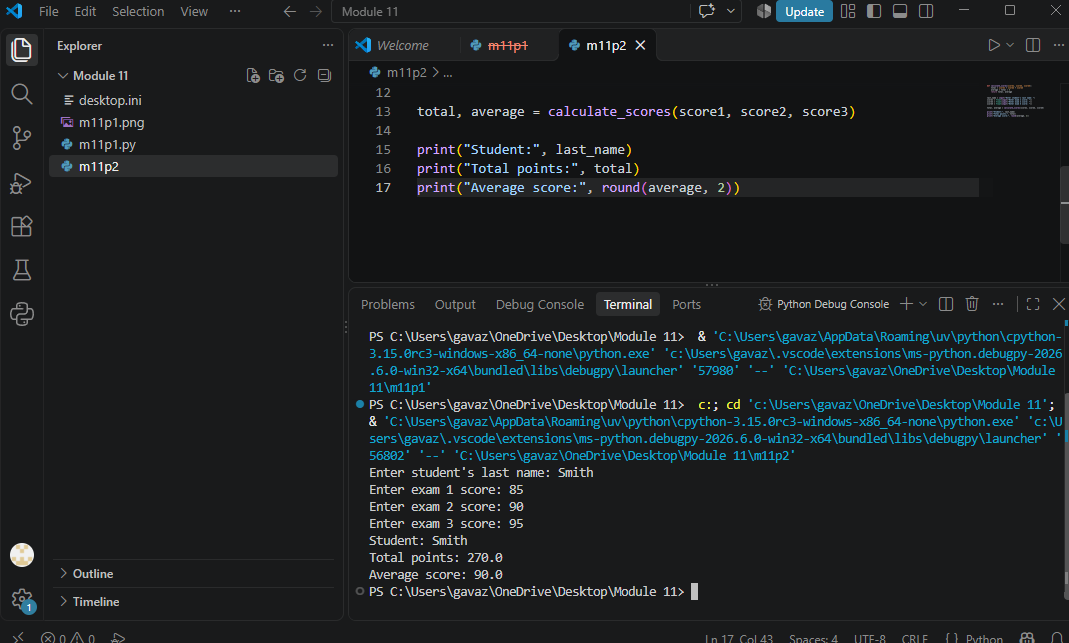 File Edit Selection View ··· Module 11 Update
Explorer ···
Module 11
desktop.ini
m11p1.png
m11p1.py
m11p2
Outline
Timeline
1
Welcome m11p1 m11p2
m11p2 > ...
12
13 total, average = calculate_scores(score1, score2, score3)
14
15 print("Student:", last_name)
16 print("Total points:", total)
17 print("Average score:", round(average, 2))
Problems Output Debug Console Terminal Ports Python Debug Console
PS C:\Users\gavaz\OneDrive\Desktop\Module 11> & 'C:\Users\gavaz\AppData\Roaming\uv\python\cpython-
3.15.0rc3-windows-x86_64-none\python.exe' 'c:\Users\gavaz\.vscode\extensions\ms-python.debugpy-2026
.6.0-win32-x64\bundled\libs\debugpy\launcher' '57980' '--' 'C:\Users\gavaz\OneDrive\Desktop\Module
11\m11p1'
PS C:\Users\gavaz\OneDrive\Desktop\Module 11> c:; cd 'c:\Users\gavaz\OneDrive\Desktop\Module 11';
& 'C:\Users\gavaz\AppData\Roaming\uv\python\cpython-3.15.0rc3-windows-x86_64-none\python.exe' 'c:\U
sers\gavaz\.vscode\extensions\ms-python.debugpy-2026.6.0-win32-x64\bundled\libs\debugpy\launcher' '
56802' '--' 'C:\Users\gavaz\OneDrive\Desktop\Module 11\m11p2'
Enter student's last name: Smith
Enter exam 1 score: 85
Enter exam 2 score: 90
Enter exam 3 score: 95
Student: Smith
Total points: 270.0
Average score: 90.0
PS C:\Users\gavaz\OneDrive\Desktop\Module 11>
0 0 Ln 17, Col 43 Spaces: 4 UTF-8 CRLF {} Python